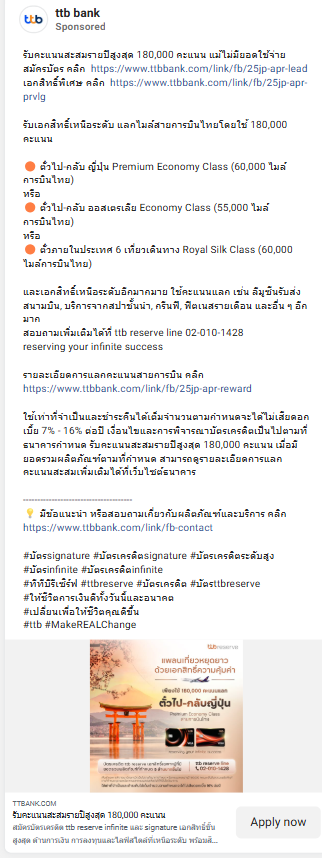 ttb bank
Sponsored
รับคะแนนสะสมรายปีสูงสุด 180,000 คะแนน แม้ไม่มียอดใช้จ่าย
สมัครบัตร คลิก https://www.ttbbank.com/link/fb/25jp-apr-lead
เอกสิทธิ์พิเศษ คลิก https://www.ttbbank.com/link/fb/25jp-apr-
prvlg
รับเอกสิทธิ์เหนือระดับ แลกไมล์สายการบินไทยโดยใช้ 180,000
คะแนน
ตั๋วไป-กลับ ญี่ปุ่น Premium Economy Class (60,000 ไมล์
การบินไทย)
หรือ
ตั๋วไป-กลับ ออสเตรเลีย Economy Class (55,000 ไมล์
การบินไทย)
หรือ
ตั๋วภายในประเทศ 6 เที่ยวเดินทาง Royal Silk Class (60,000
ไมล์การบินไทย)
และเอกสิทธิ์เหนือระดับอีกมากมาย ใช้คะแนนแลก เช่น ลีมูซีนรับส่ง
สนามบิน, บริการจากสปาชั้นนำ, กรีนฟี, ฟิตเนสรายเดือน และอื่น ๆ อีก
มาก
สอบถามเพิ่มเติมได้ที่ ttb reserve line 02-010-1428
reserving your infinite success
รายละเอียดการแลกคะแนนสายการบิน คลิก
https://www.ttbbank.com/link/fb/25jp-apr-reward
ใช้เท่าที่จำเป็นและชำระคืนได้เต็มจำนวนตามกำหนดจะได้ไม่เสียดอก
เบี้ย 7% - 16% ต่อปี เงื่อนไขและการพิจารณาบัตรเครดิตเป็นไปตามที่
ธนาคารกำหนด รับคะแนนสะสมรายปีสูงสุด 180,000 คะแนน เมื่อมี
ยอดรวมผลิตภัณฑ์ตามที่กำหนด สามารถดูรายละเอียดการแลก
คะแนนสะสมเพิ่มเติมได้ที่เว็บไซต์ธนาคาร
------------------------------------
มีข้อแนะนำ หรือสอบถามเกี่ยวกับผลิตภัณฑ์และบริการ คลิก
https://www.ttbbank.com/link/fb-contact
#บัตรsignature #บัตรเครดิตsignature #บัตรเครดิตระดับสูง
#บัตรinfinite #บัตรเครดิตinfinite
#ทีทีบีรีเซิร์ฟ #ttbreserve #บัตรเครดิต #บัตรttbreserve
#ให้ชีวิตการเงินดีทั้งวันนี้และอนาคต
#เปลี่ยนเพื่อให้ชีวิตคุณดีขึ้น
#ttb #MakeREALChange
ttb reserve
แพลนเที่ยวหยุดยาว
ด้วยเอกสิทธิ์ความคุ้มค่า
เพียงใช้ 180,000 คะแนนแลก
ตั๋วไป-กลับญี่ปุ่น
Premium Economy Class
ttb reserve line
02-010-1428
TTBBANK.COM
รับคะแนนสะสมรายปีสูงสุด 180,000 คะแนน
สมัครบัตรเครดิต ttb reserve infinite และ signature เอกสิทธิ์ขั้น
สูงสุด ด้านการเงิน การลงทุนและไลฟ์สไตล์ที่เหนือระดับ พร้อมสิ...
Apply now